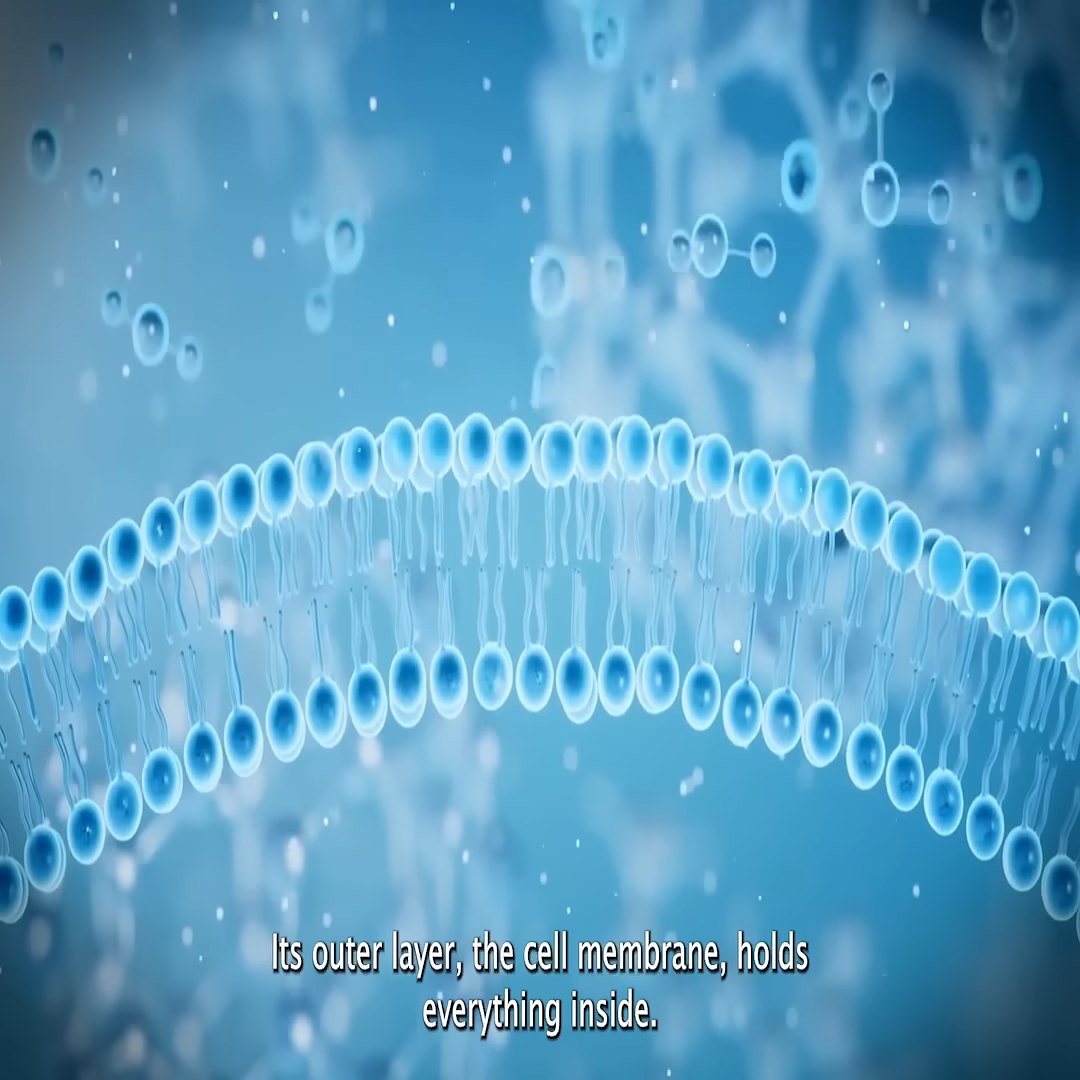 Its outer layer, the cell membrane, holds
everything inside.